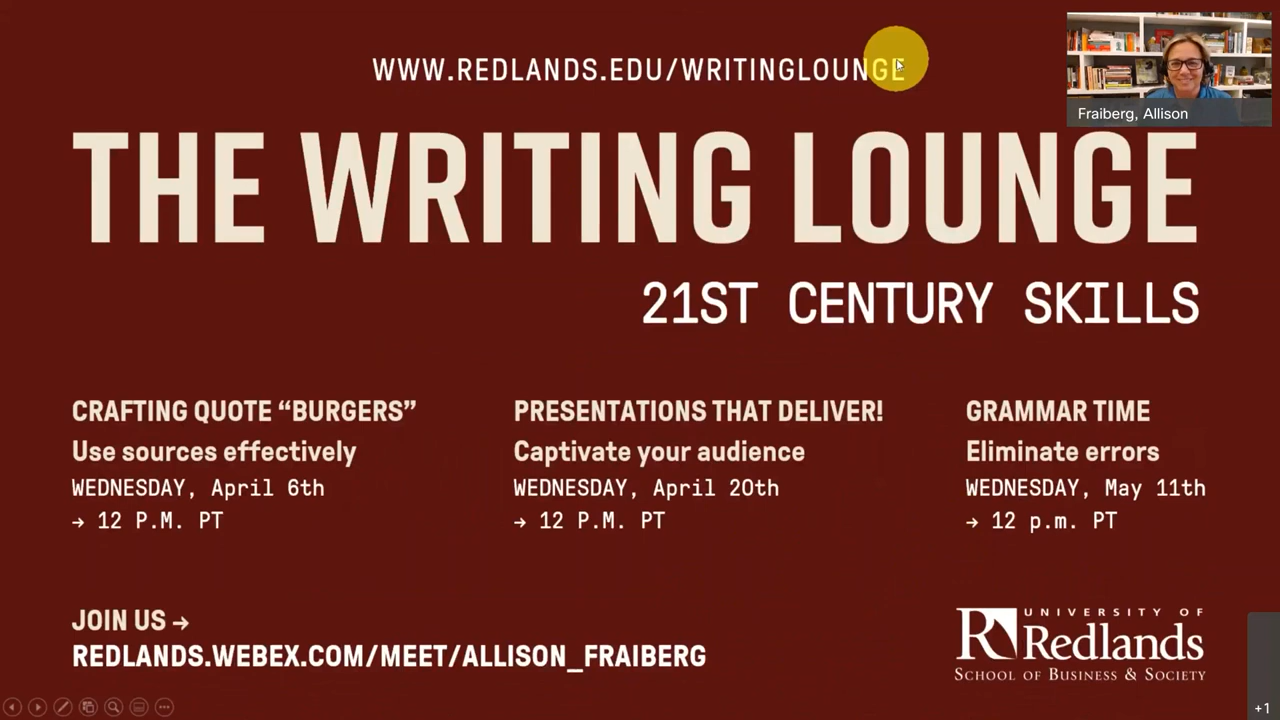 WWW.REDLANDS.EDU/WRITINGLOUNGE
Fraiberg, Allison
THE WRITING LOUNGE
21ST CENTURY SKILLS
CRAFTING QUOTE “BURGERS”
Use sources effectively
WEDNESDAY, April 6th
→ 12 P.M. PT
PRESENTATIONS THAT DELIVER!
Captivate your audience
WEDNESDAY, April 20th
→ 12 P.M. PT
GRAMMAR TIME
Eliminate errors
WEDNESDAY, May 11th
→ 12 p.m. PT
JOIN US →
REDLANDS.WEBEX.COM/MEET/ALLISON_FRAIBERG
R
UNIVERSITY OF
Redlands
SCHOOL OF BUSINESS & SOCIETY
+1